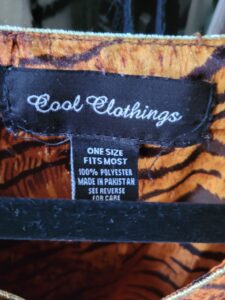 Cool Clothings
ONE SIZE
FITS MOST
100% POLYESTER
MADE IN PAKISTAN
SEE REVERSE
FOR CARE